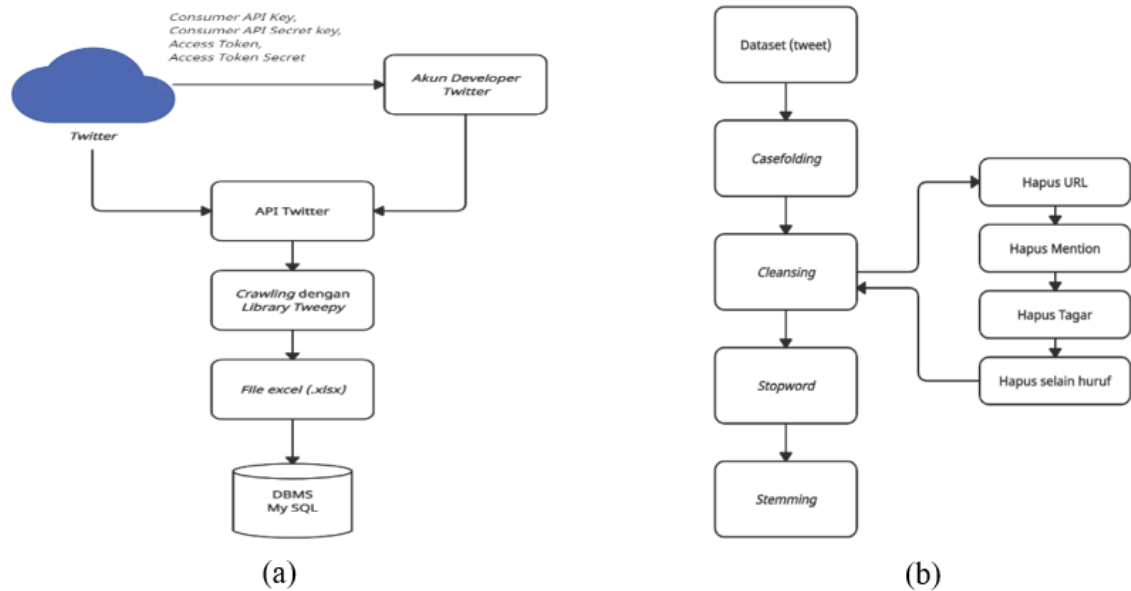 Consumer API Key,
Consumer API Secret key,
Access Token,
Access Token Secret
Twitter
Akun Developer
Twitter
API Twitter
Crawling dengan
Library Tweepy
File excel (.xlsx)
DBMS
My SQL
(a)
Dataset (tweet)
Casefolding
Cleansing
Stopword
Stemming
Hapus URL
Hapus Mention
Hapus Tagar
Hapus selain huruf
(b)